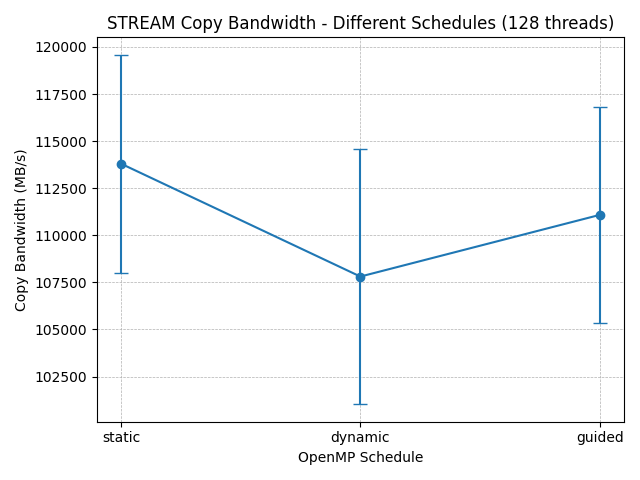 STREAM Copy Bandwidth - Different Schedules (128 threads)
Copy Bandwidth (MB/s)
120000
117500
115000
112500
110000
107500
105000
102500
static
dynamic
guided
OpenMP Schedule